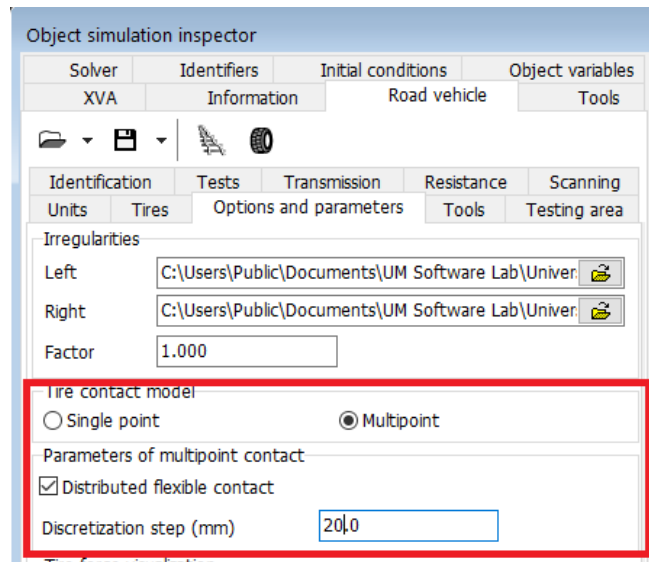 Object simulation inspector
Solver Identifiers Initial conditions Object variables
XVA Information Road vehicle Tools
Identification Tests Transmission Resistance Scanning
Units Tires Options and parameters Tools Testing area
Irregularities
Left C:\Users\Public\Documents\UM Software Lab\Univer
Right C:\Users\Public\Documents\UM Software Lab\Univer
Factor 1.000
Tire contact model
Single point Multipoint
Parameters of multipoint contact
Distributed flexible contact
Discretization step (mm) 20.0